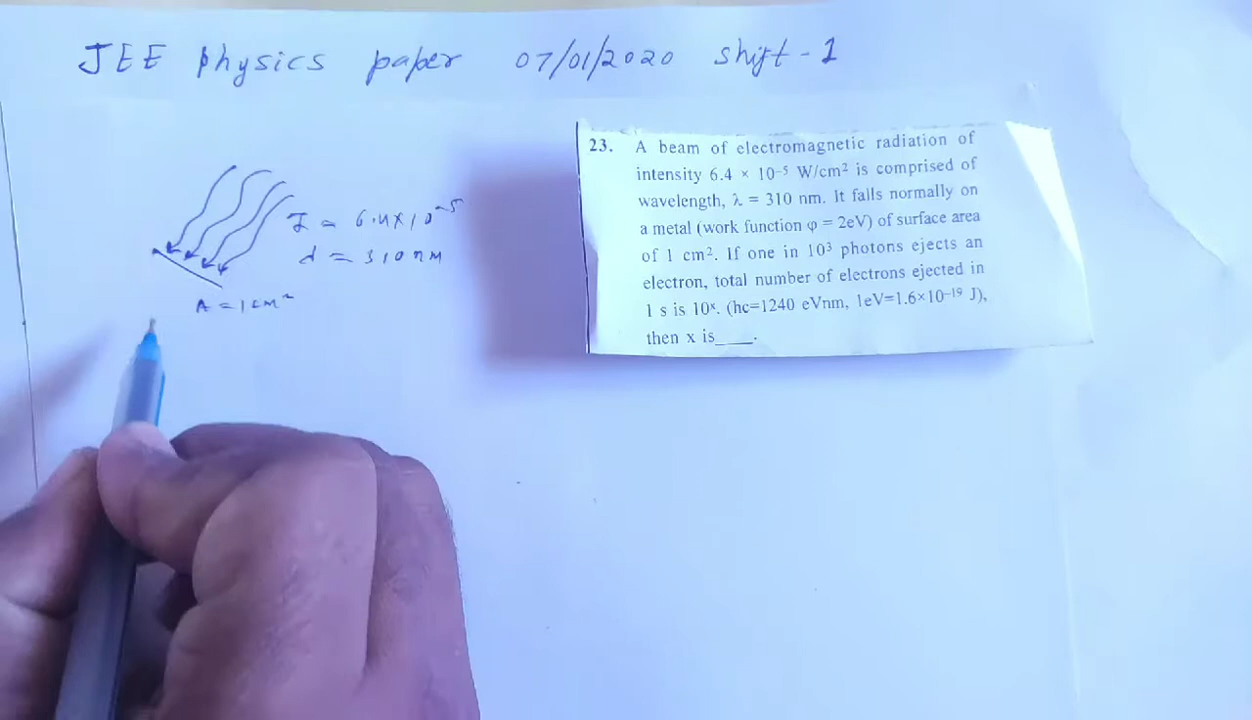 JEE physics paper 07/01/2020 shift-1
I = 6.4×10⁻⁵
d = 310 nm
A = 1cm²
23. A beam of electromagnetic radiation of
intensity 6.4 × 10⁻⁵ W/cm² is comprised of
wavelength, λ = 310 nm. It falls normally on
a metal (work function φ = 2eV) of surface area
of 1 cm². If one in 10³ photons ejects an
electron, total number of electrons ejected in
1 s is 10ˣ. (hc=1240 eVnm, 1eV=1.6×10⁻¹⁹ J),
then x is____.